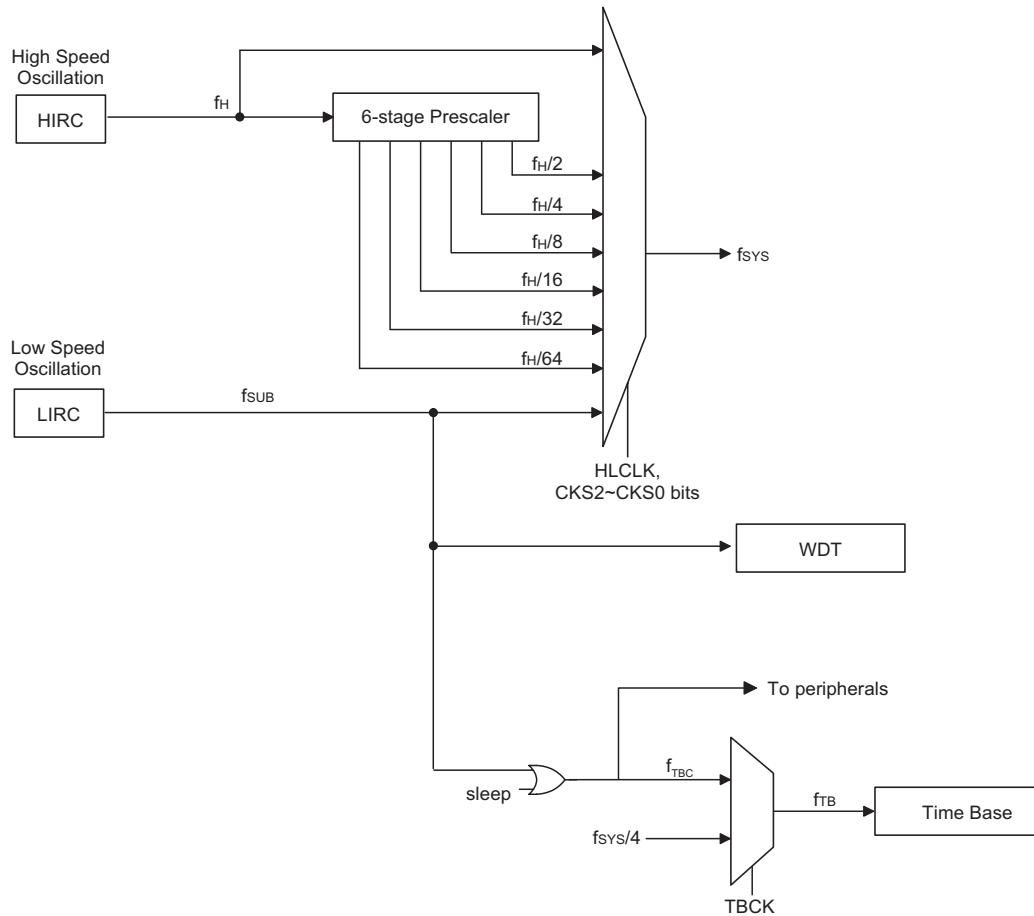 High Speed
Oscillation
HIRC
fH
6-stage Prescaler
fH/2
fH/4
fH/8
fH/16
fH/32
fH/64
fSYS
Low Speed
Oscillation
LIRC
fSUB
HLCLK,
CKS2~CKS0 bits
WDT
To peripherals
sleep
fTBC
fSYS/4
fTB
Time Base
TBCK